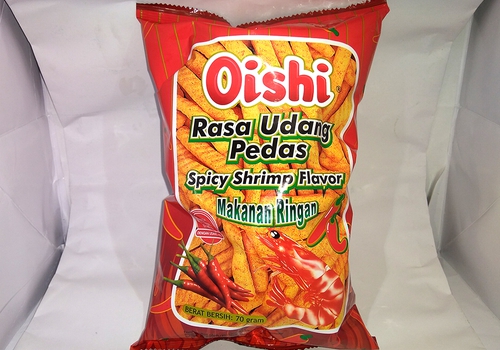 Oishi
®
Rasa Udang
Pedas
Spicy Shrimp Flavor
Makanan Ringan
BERAT BERSIH: 70 gram